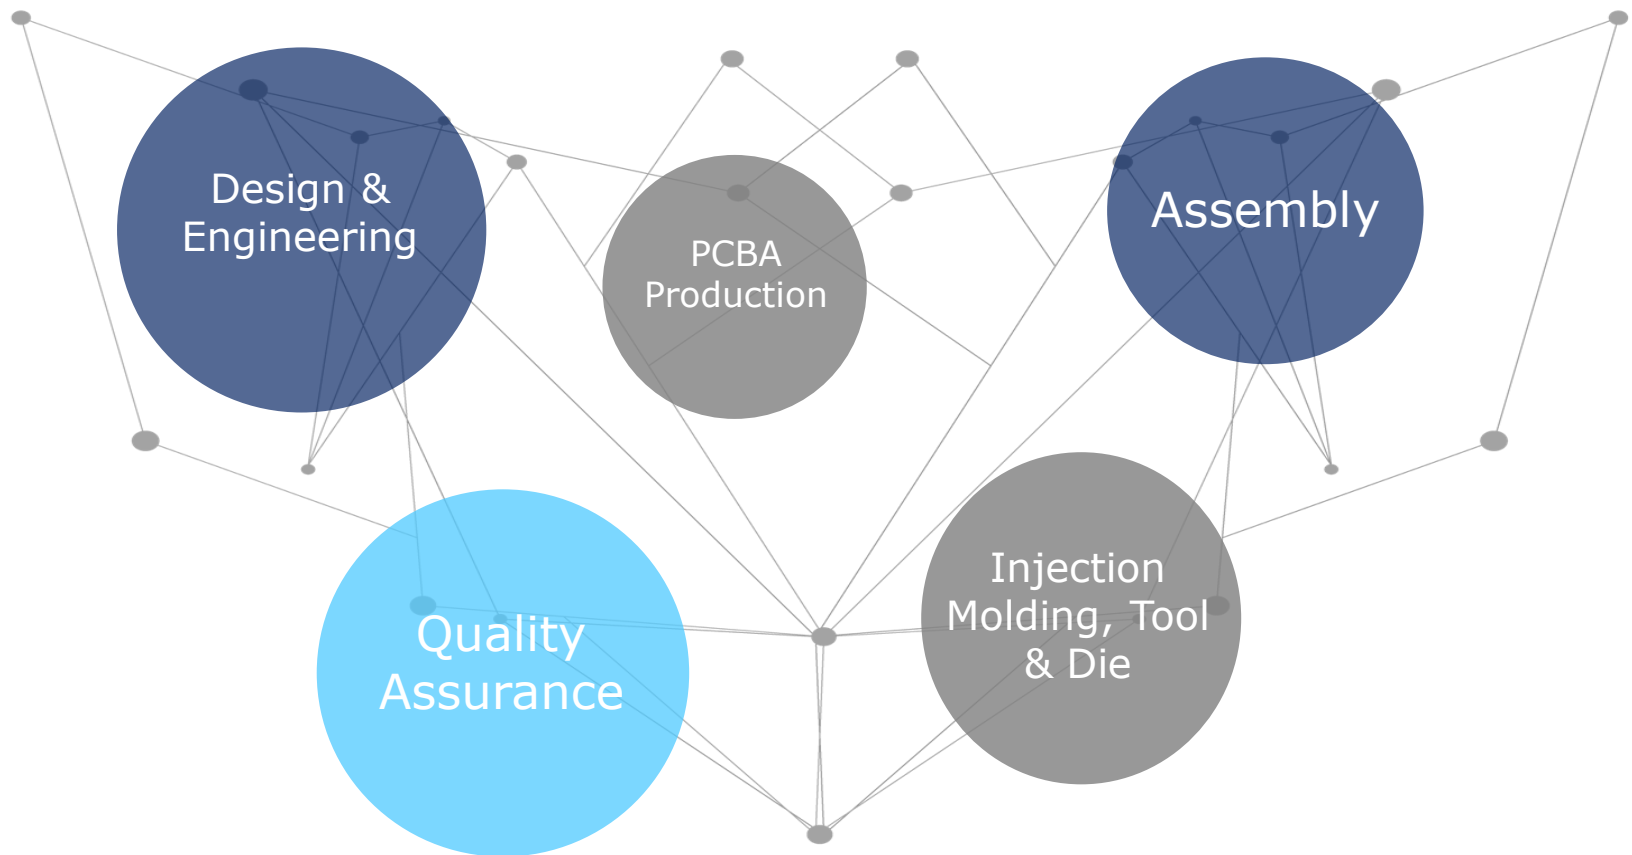 Design &
Engineering
PCBA
Production
Assembly
Quality
Assurance
Injection
Molding, Tool
& Die